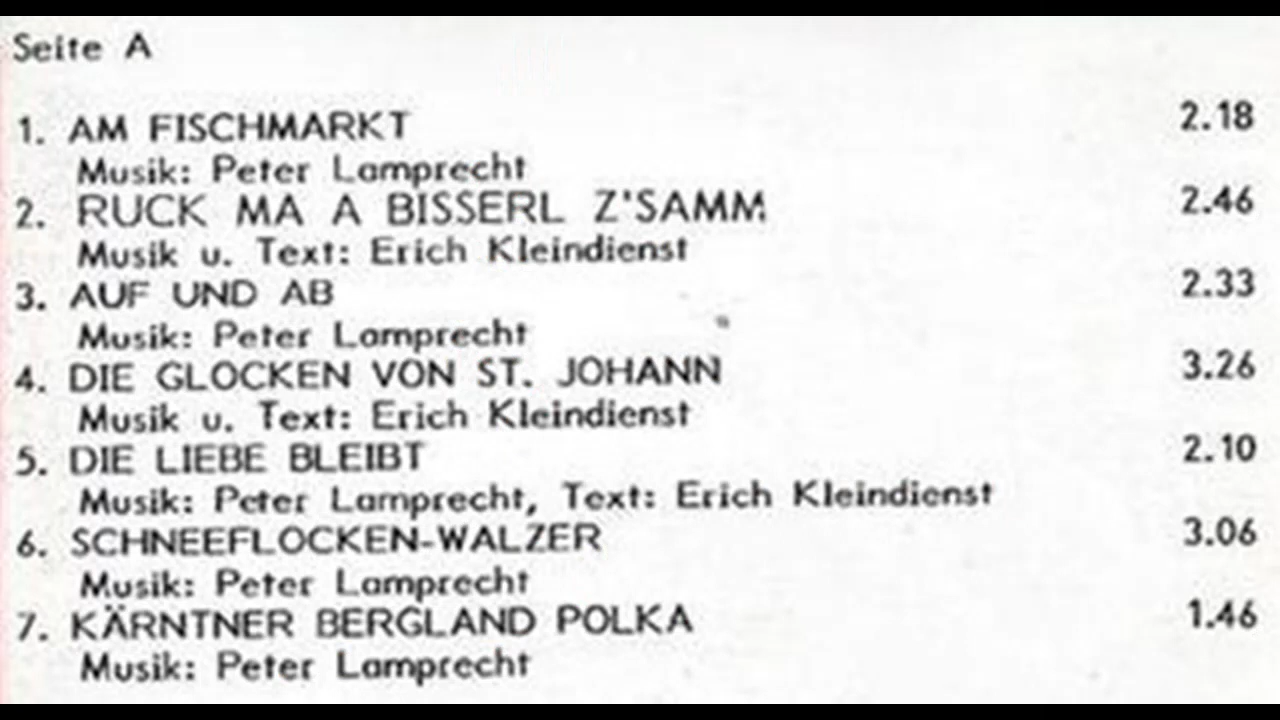 Seite A
1. AM FISCHMARKT 2.18
Musik: Peter Lamprecht
2. RUCK MA A BISSERL Z'SAMM 2.46
Musik u. Text: Erich Kleindienst
3. AUF UND AB 2.33
Musik: Peter Lamprecht
4. DIE GLOCKEN VON ST. JOHANN 3.26
Musik u. Text: Erich Kleindienst
5. DIE LIEBE BLEIBT 2.10
Musik: Peter Lamprecht, Text: Erich Kleindienst
6. SCHNEEFLOCKEN-WALZER 3.06
Musik: Peter Lamprecht
7. KÄRNTNER BERGLAND POLKA 1.46
Musik: Peter Lamprecht